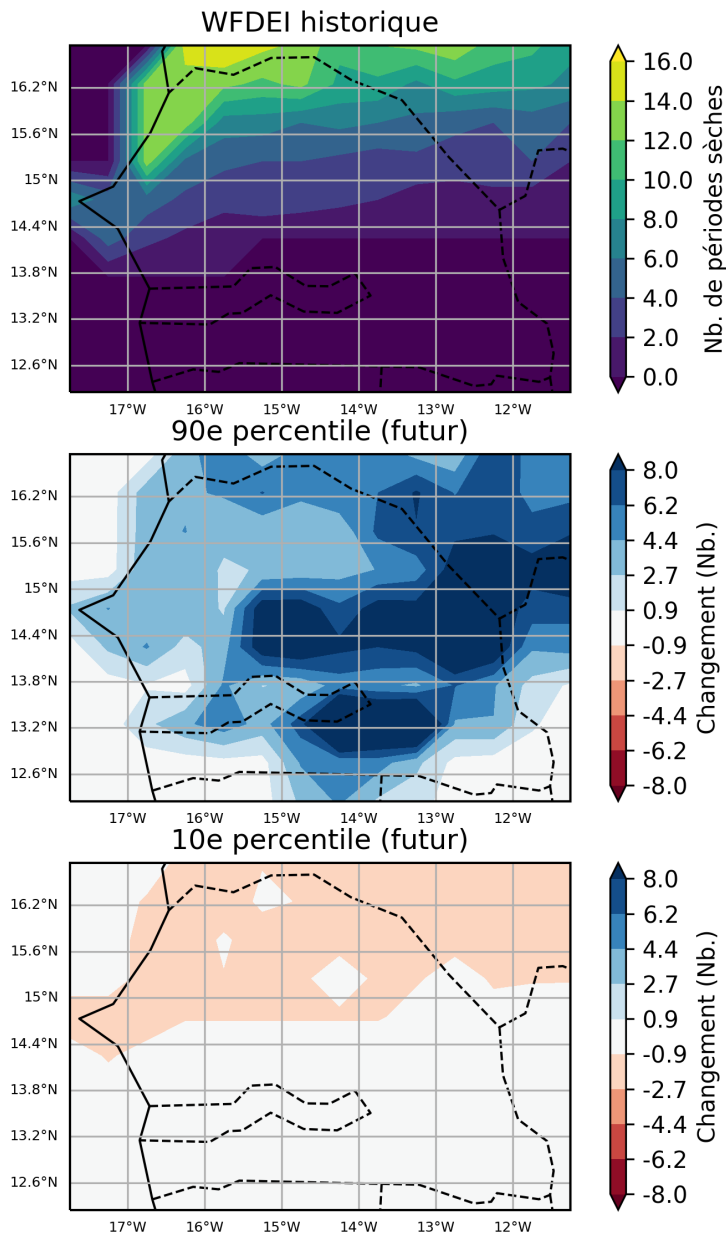 WFDEI historique
16.2°N
15.6°N
15°N
14.4°N
13.8°N
13.2°N
12.6°N
17°W 16°W 15°W 14°W 13°W 12°W
16.0
14.0
12.0
10.0
8.0
6.0
4.0
2.0
0.0
Nb. de périodes sèches
90e percentile (futur)
16.2°N
15.6°N
15°N
14.4°N
13.8°N
13.2°N
12.6°N
17°W 16°W 15°W 14°W 13°W 12°W
8.0
6.2
4.4
2.7
0.9
-0.9
-2.7
-4.4
-6.2
-8.0
Changement (Nb.)
10e percentile (futur)
16.2°N
15.6°N
15°N
14.4°N
13.8°N
13.2°N
12.6°N
17°W 16°W 15°W 14°W 13°W 12°W
8.0
6.2
4.4
2.7
0.9
-0.9
-2.7
-4.4
-6.2
-8.0
Changement (Nb.)